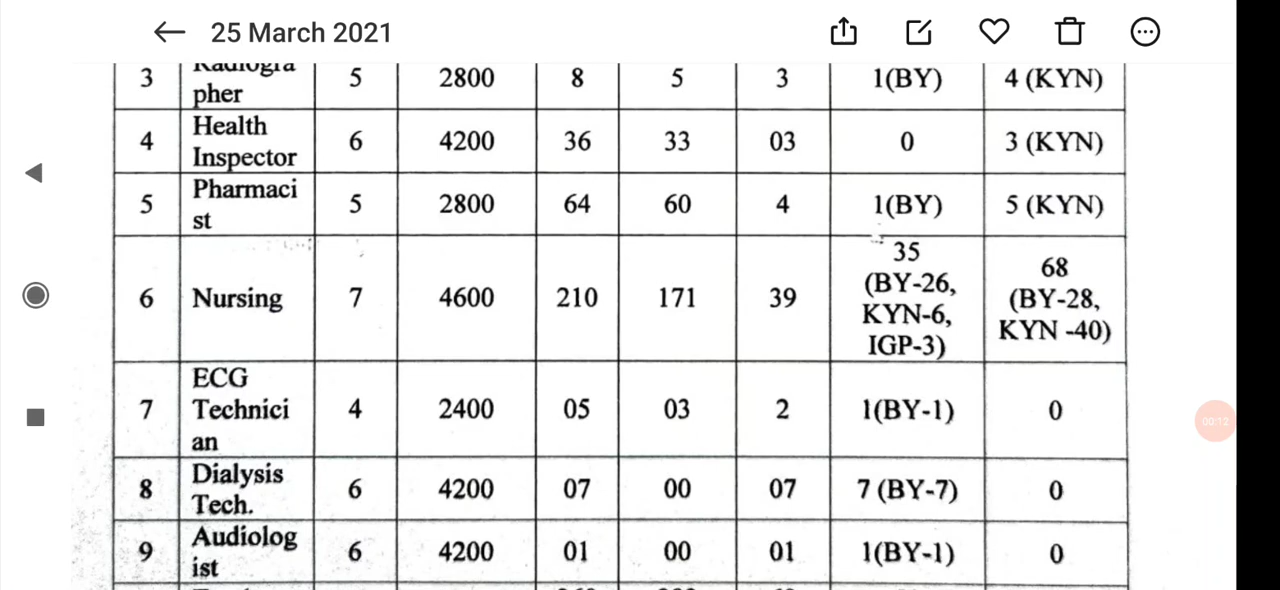 25 March 2021
3 Radiographer 5 2800 8 5 3 1(BY) 4 (KYN)
4 Health Inspector 6 4200 36 33 03 0 3 (KYN)
5 Pharmacist 5 2800 64 60 4 1(BY) 5 (KYN)
6 Nursing 7 4600 210 171 39 35 (BY-26, KYN-6, IGP-3) 68 (BY-28, KYN -40)
7 ECG Technician 4 2400 05 03 2 1(BY-1) 0
8 Dialysis Tech. 6 4200 07 00 07 7 (BY-7) 0
9 Audiologist 6 4200 01 00 01 1(BY-1) 0
00:12